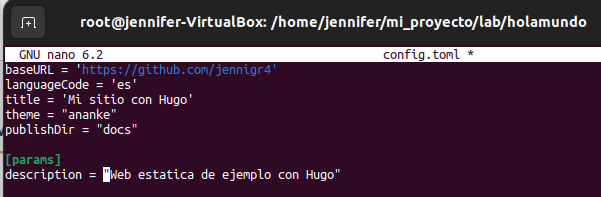 root@jennifer-VirtualBox: /home/jennifer/mi_proyecto/lab/holamundo
GNU nano 6.2 config.toml *
baseURL = 'https://github.com/jennigr4'
languageCode = 'es'
title = 'Mi sitio con Hugo'
theme = "ananke"
publishDir = "docs"
[params]
description = "Web estatica de ejemplo con Hugo"